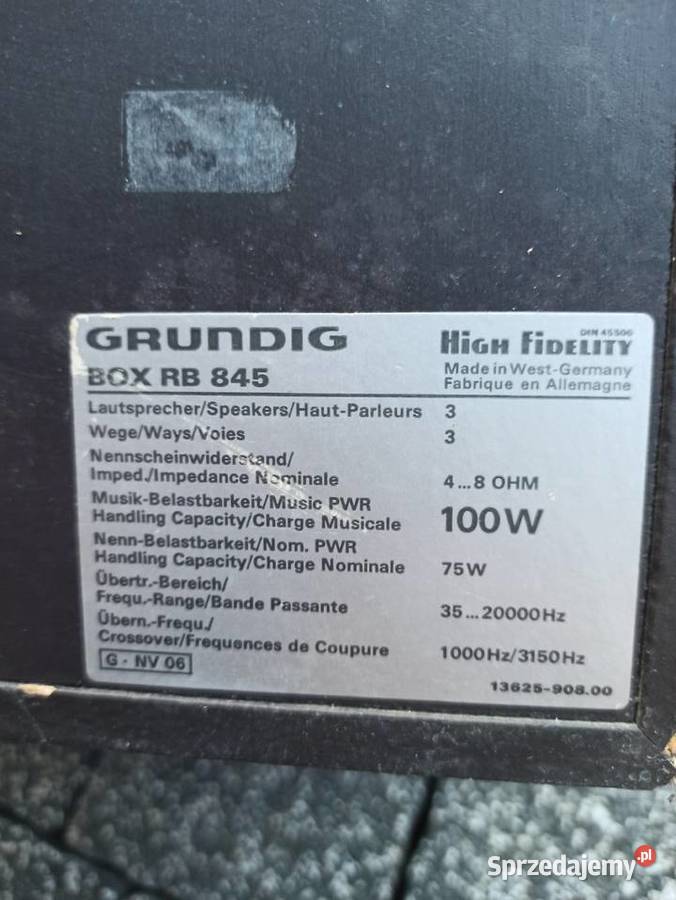 GRUNDIG
BOX RB 845
DIN 45500
HIGH FIDELITY
Made in West-Germany
Fabrique en Allemagne
Lautsprecher/Speakers/Haut-Parleurs 3
Wege/Ways/Voies 3
Nennscheinwiderstand/
Imped./Impedance Nominale 4...8 OHM
Musik-Belastbarkeit/Music PWR
Handling Capacity/Charge Musicale 100W
Nenn-Belastbarkeit/Nom. PWR
Handling Capacity/Charge Nominale 75W
Übertr.-Bereich/
Frequ.-Range/Bande Passante 35...20000Hz
Übern.-Frequ./
Crossover/Frequences de Coupure 1000Hz/3150Hz
G - NV 06
13625-908.00
Sprzedajemy.pl